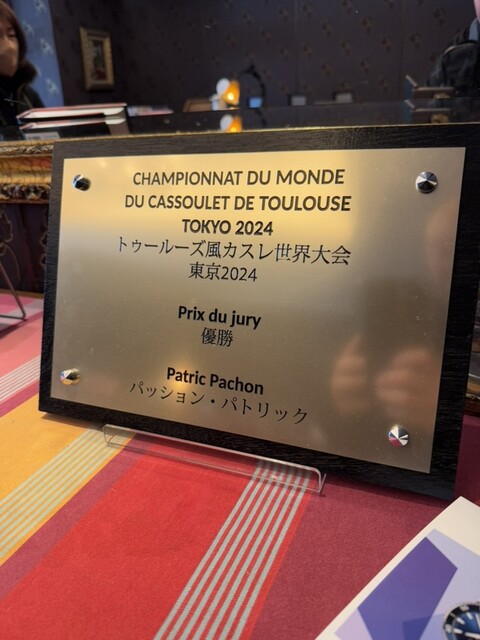 CHAMPIONNAT DU MONDE
DU CASSOULET DE TOULOUSE
TOKYO 2024
トゥールーズ風カスレ世界大会
東京2024
Prix du jury
優勝
Patric Pachon
パッション・パトリック